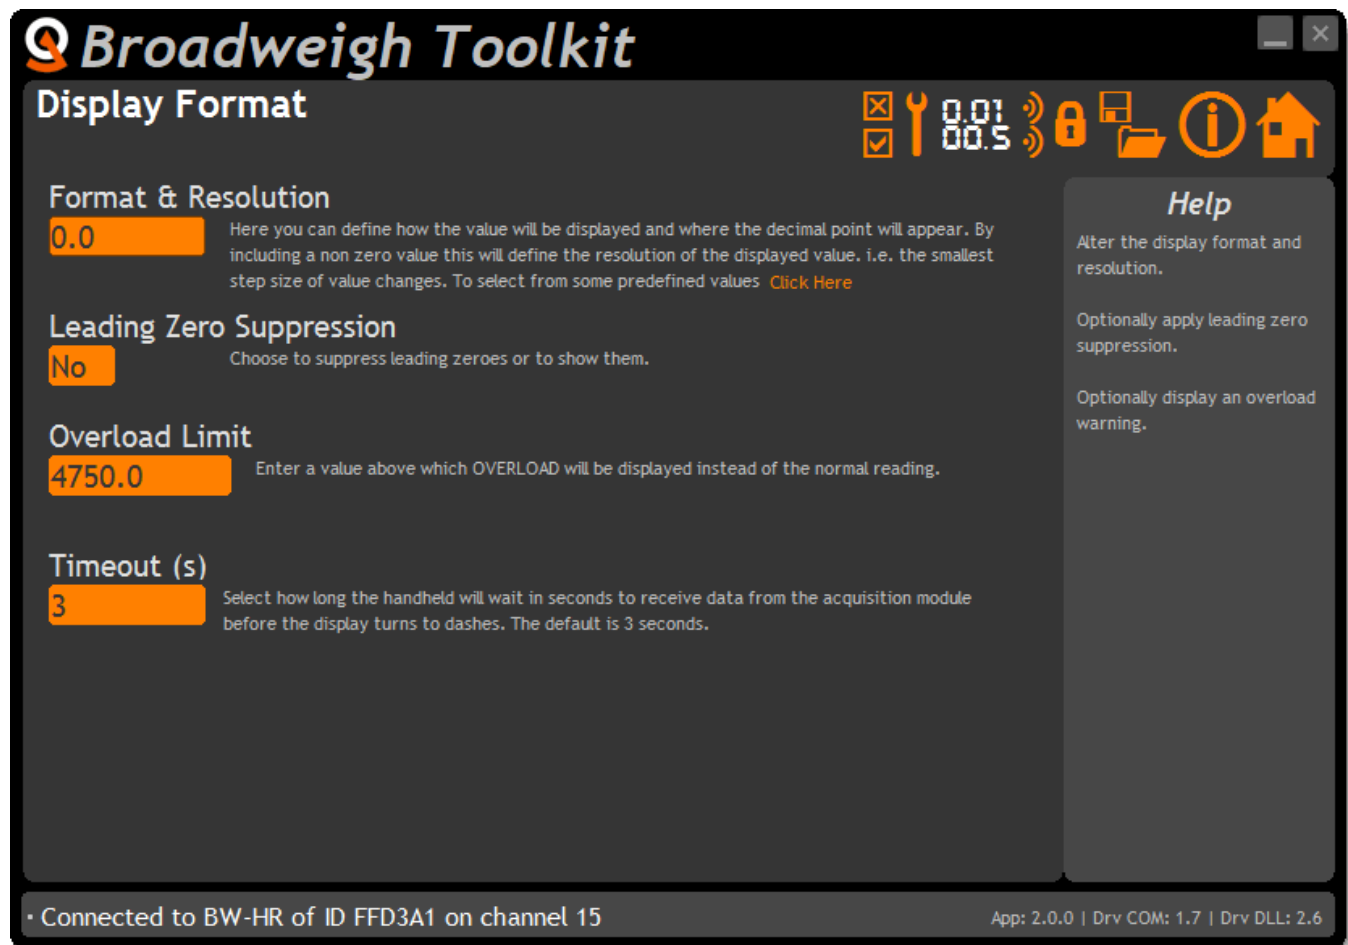 Broadweigh Toolkit
Display Format
0.01
00.5
Format & Resolution
0.0
Here you can define how the value will be displayed and where the decimal point will appear. By
including a non zero value this will define the resolution of the displayed value. i.e. the smallest
step size of value changes. To select from some predefined values Click Here
Leading Zero Suppression
No
Choose to suppress leading zeroes or to show them.
Overload Limit
4750.0
Enter a value above which OVERLOAD will be displayed instead of the normal reading.
Timeout (s)
3
Select how long the handheld will wait in seconds to receive data from the acquisition module
before the display turns to dashes. The default is 3 seconds.
Help
Alter the display format and
resolution.
Optionally apply leading zero
suppression.
Optionally display an overload
warning.
Connected to BW-HR of ID FFD3A1 on channel 15
App: 2.0.0 | Drv COM: 1.7 | Drv DLL: 2.6